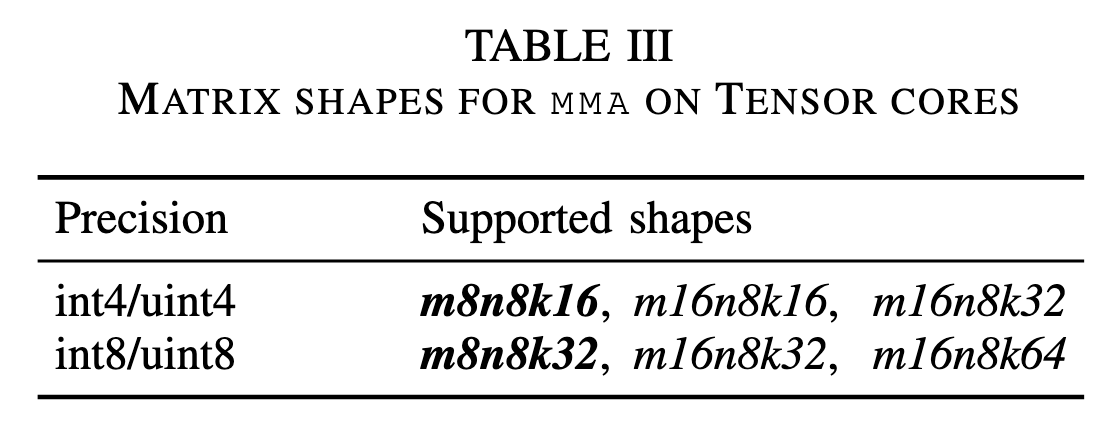 TABLE III
MATRIX SHAPES FOR mma ON TENSOR CORES
Precision Supported shapes
int4/uint4 m8n8k16, m16n8k16, m16n8k32
int8/uint8 m8n8k32, m16n8k32, m16n8k64